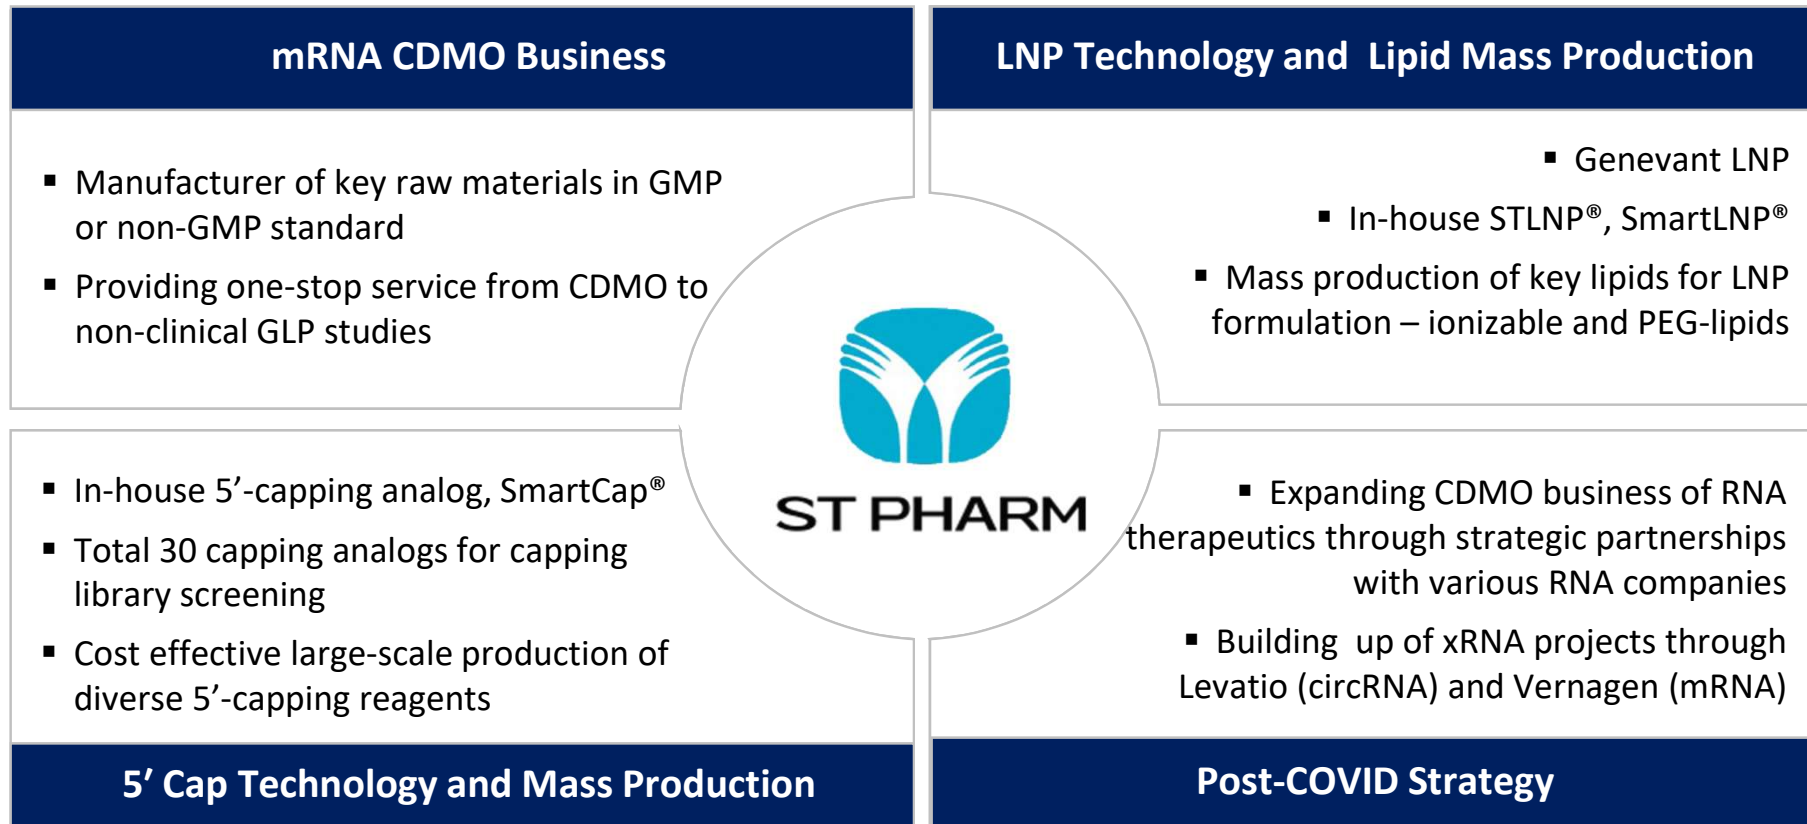 mRNA CDMO Business
▪ Manufacturer of key raw materials in GMP
or non-GMP standard
▪ Providing one-stop service from CDMO to
non-clinical GLP studies
LNP Technology and  Lipid Mass Production
▪ Genevant LNP
▪ In-house STLNP®, SmartLNP®
▪ Mass production of key lipids for LNP
formulation – ionizable and PEG-lipids
ST PHARM
▪ In-house 5’-capping analog, SmartCap®
▪ Total 30 capping analogs for capping
library screening
▪ Cost effective large-scale production of
diverse 5’-capping reagents
5′ Cap Technology and Mass Production
▪ Expanding CDMO business of RNA
therapeutics through strategic partnerships
with various RNA companies
▪ Building  up of xRNA projects through
Levatio (circRNA) and Vernagen (mRNA)
Post-COVID Strategy